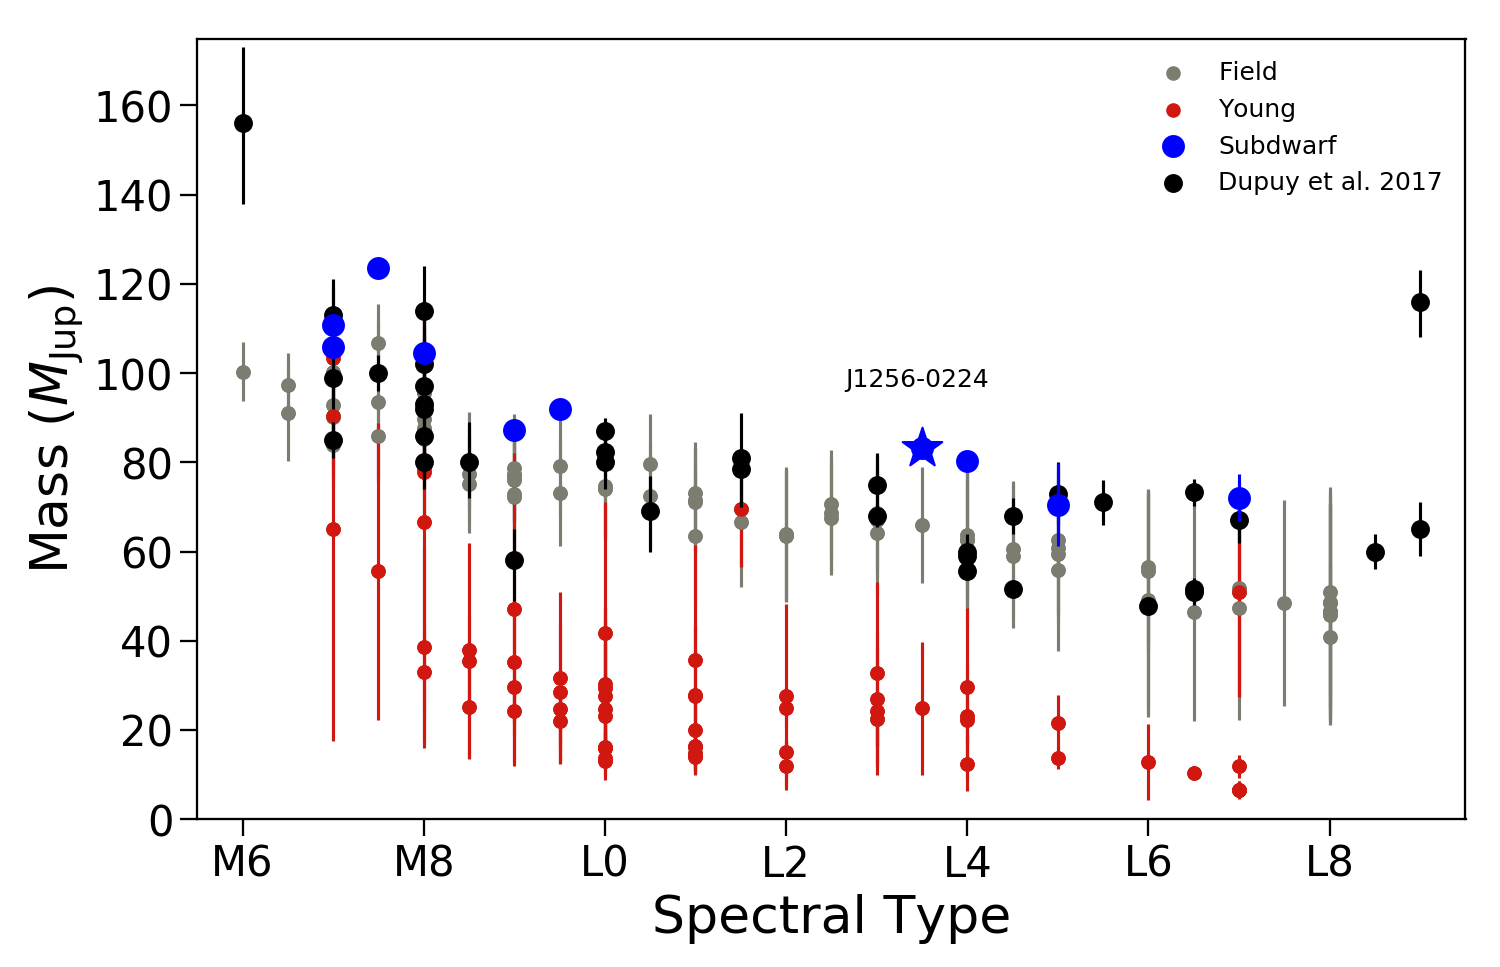 Mass (M_Jup)
160
140
120
100
80
60
40
20
0
Field
Young
Subdwarf
Dupuy et al. 2017
J1256-0224
M6 M8 L0 L2 L4 L6 L8
Spectral Type